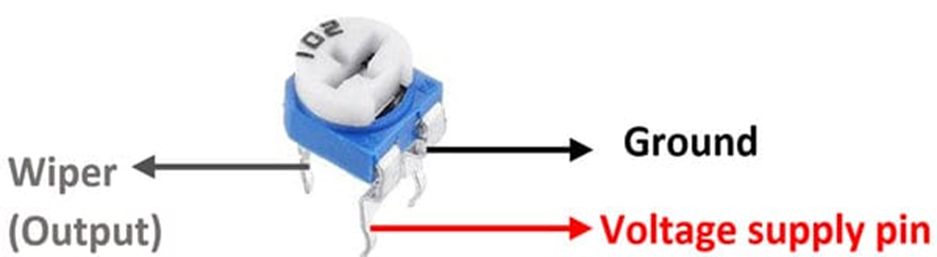 102
Wiper
(Output)
Ground
Voltage supply pin